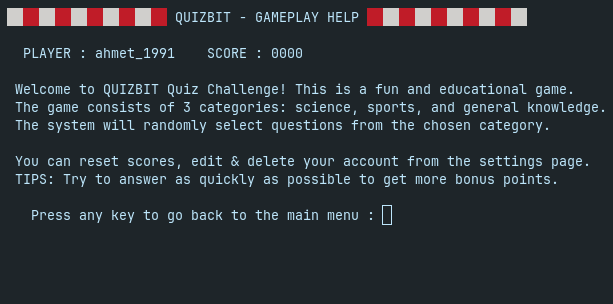 QUIZBIT - GAMEPLAY HELP
PLAYER : ahmet_1991    SCORE : 0000
Welcome to QUIZBIT Quiz Challenge! This is a fun and educational game.
The game consists of 3 categories: science, sports, and general knowledge.
The system will randomly select questions from the chosen category.
You can reset scores, edit & delete your account from the settings page.
TIPS: Try to answer as quickly as possible to get more bonus points.
Press any key to go back to the main menu :